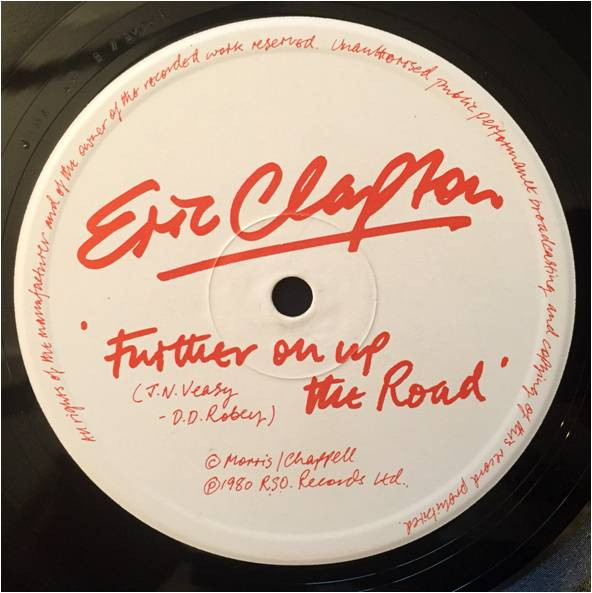 All rights of the manufacturer and of the owner of the recorded work reserved. Unauthorised public performance broadcasting and copying of this record prohibited.
Eric Clapton
'Further on up
the Road'
(J.N. Veasy
- D.D. Robey)
© Morris/Chappell
℗1980 RSO. Records Ltd.